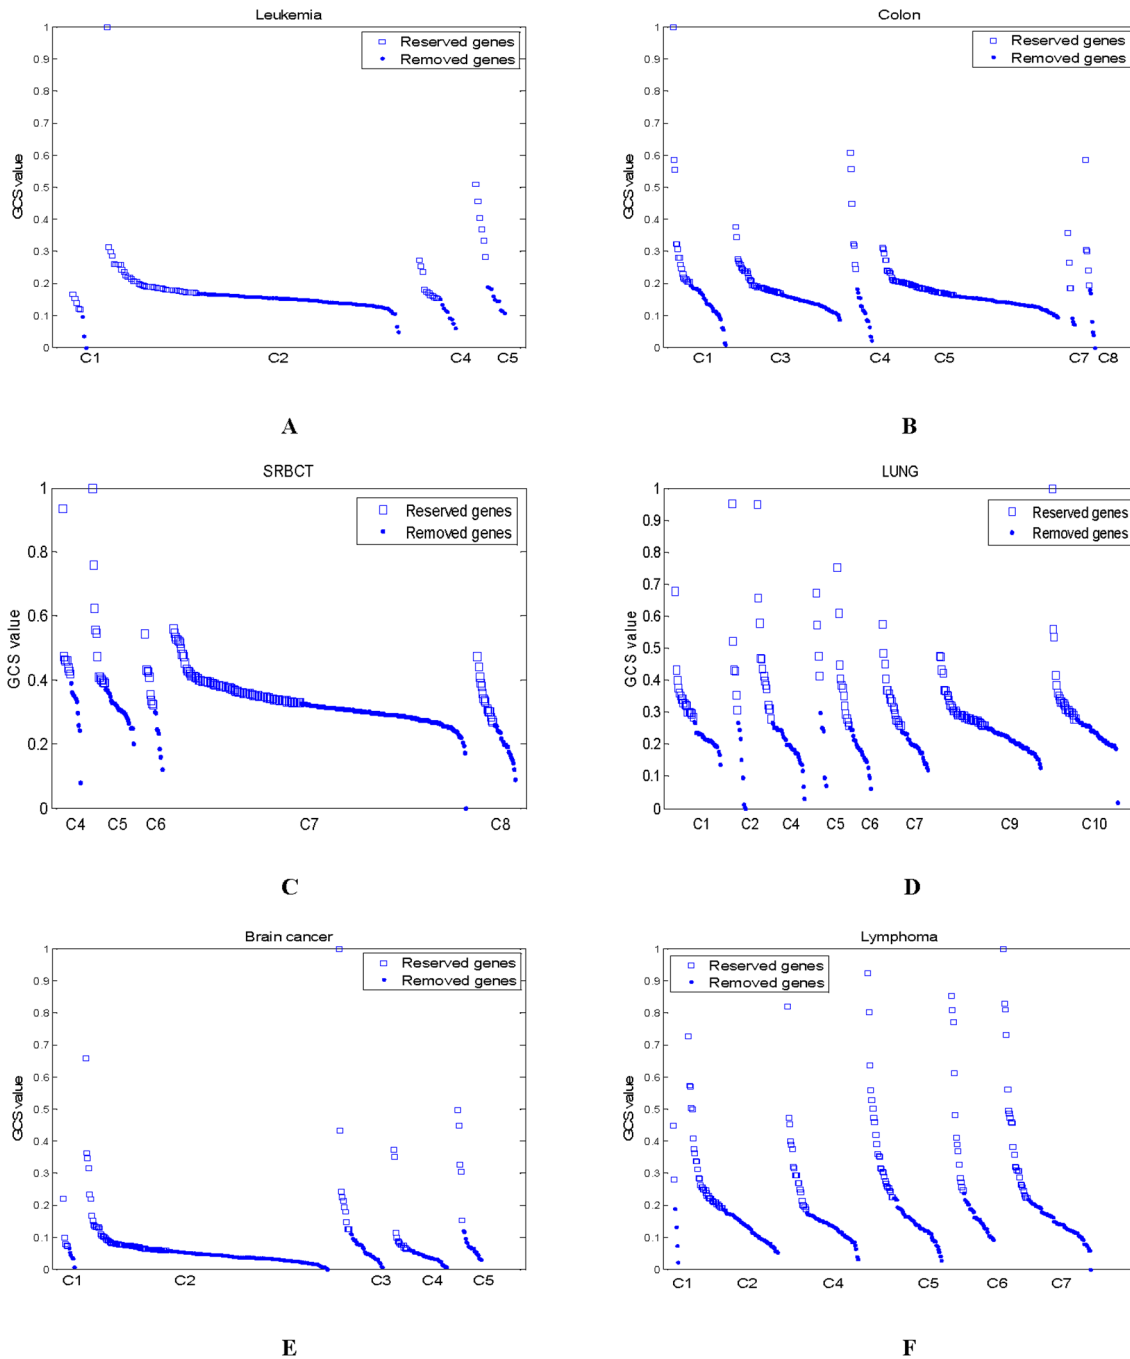 Leukemia
Reserved genes
Removed genes
GCS value
1
0.9
0.8
0.7
0.6
0.5
0.4
0.3
0.2
0.1
0
C1 C2 C4 C5
A
Colon
Reserved genes
Removed genes
GCS value
1
0.9
0.8
0.7
0.6
0.5
0.4
0.3
0.2
0.1
0
C1 C3 C4 C5 C7 C8
B
SRBCT
Reserved genes
Removed genes
GCS value
1
0.8
0.6
0.4
0.2
0
C4 C5 C6 C7 C8
C
LUNG
Reserved genes
Removed genes
GCS value
1
0.9
0.8
0.7
0.6
0.5
0.4
0.3
0.2
0.1
0
C1 C2 C4 C5 C6 C7 C9 C10
D
Brain cancer
Reserved genes
Removed genes
GCS value
1
0.9
0.8
0.7
0.6
0.5
0.4
0.3
0.2
0.1
0
C1 C2 C3 C4 C5
E
Lymphoma
Reserved genes
Removed genes
GCS value
1
0.9
0.8
0.7
0.6
0.5
0.4
0.3
0.2
0.1
0
C1 C2 C4 C5 C6 C7
F